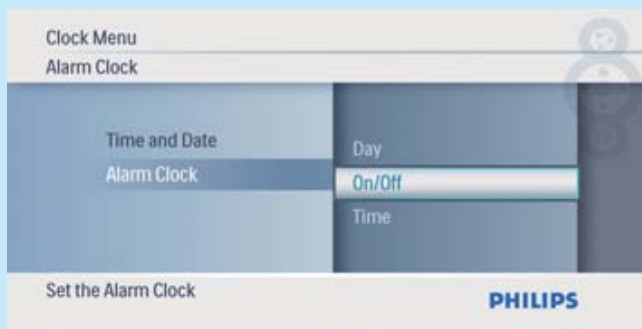 Clock Menu
Alarm Clock
Time and Date
Alarm Clock
Day
On/Off
Time
Set the Alarm Clock
PHILIPS